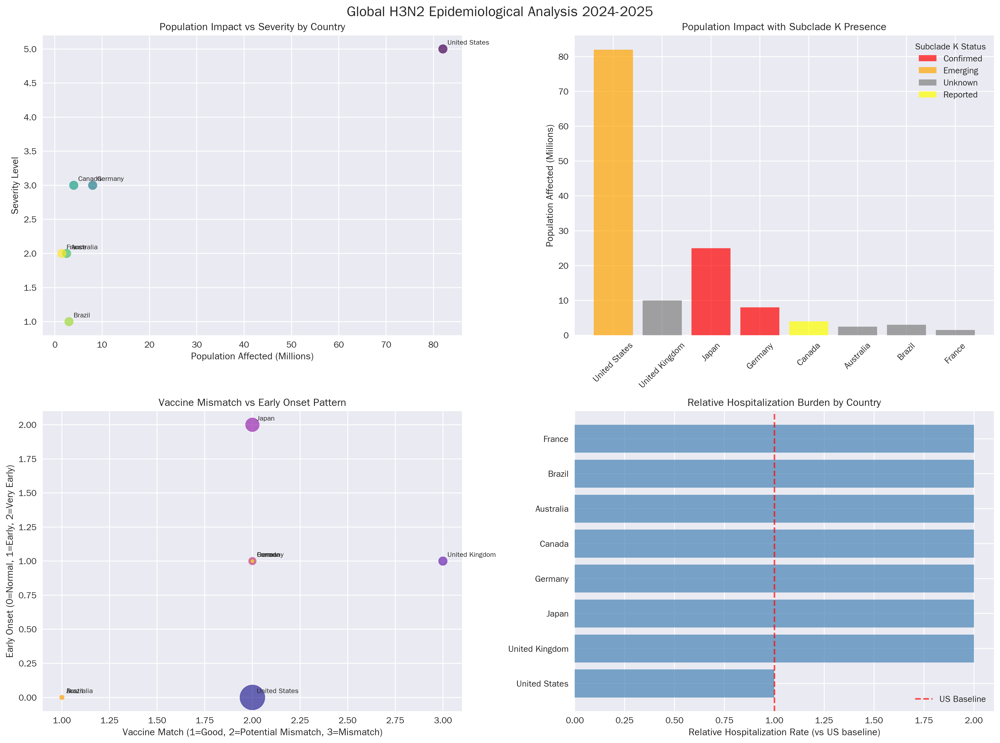 Global H3N2 Epidemiological Analysis 2024-2025
Population Impact vs Severity by Country
Severity Level
5.0
4.5
4.0
3.5
3.0
2.5
2.0
1.5
1.0
United States
Canada
Germany
France
Australia
Brazil
0
10
20
30
40
50
60
70
80
Population Affected (Millions)
Population Impact with Subclade K Presence
Population Affected (Millions)
80
70
60
50
40
30
20
10
0
Subclade K Status
Confirmed
Emerging
Unknown
Reported
United States
United Kingdom
Japan
Germany
Canada
Australia
Brazil
France
Vaccine Mismatch vs Early Onset Pattern
Early Onset (0=Normal, 1=Early, 2=Very Early)
2.00
1.75
1.50
1.25
1.00
0.75
0.50
0.25
0.00
Japan
Germany
Canada
United Kingdom
Australia
Brazil
United States
1.00
1.25
1.50
1.75
2.00
2.25
2.50
2.75
3.00
Vaccine Match (1=Good, 2=Potential Mismatch, 3=Mismatch)
Relative Hospitalization Burden by Country
France
Brazil
Australia
Canada
Germany
Japan
United Kingdom
United States
US Baseline
0.00
0.25
0.50
0.75
1.00
1.25
1.50
1.75
2.00
Relative Hospitalization Rate (vs US baseline)